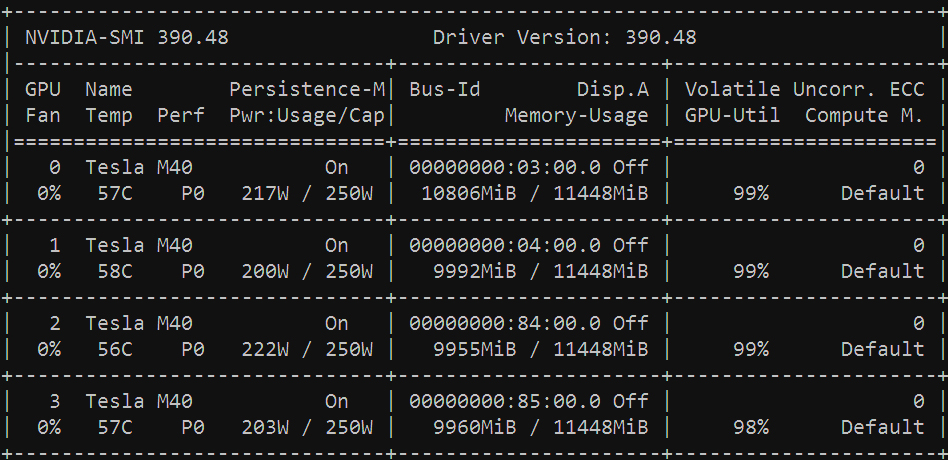 +-----------------------------------------------------------------------------+
| NVIDIA-SMI 390.48                 Driver Version: 390.48                    |
|-------------------------------+----------------------+----------------------+
| GPU  Name        Persistence-M| Bus-Id        Disp.A | Volatile Uncorr. ECC |
| Fan  Temp  Perf  Pwr:Usage/Cap|         Memory-Usage | GPU-Util  Compute M. |
|===============================+======================+======================|
|   0  Tesla M40           On   | 00000000:03:00.0 Off |                    0 |
|  0%   57C    P0   217W / 250W |  10806MiB / 11448MiB |     99%      Default |
+-------------------------------+----------------------+----------------------+
|   1  Tesla M40           On   | 00000000:04:00.0 Off |                    0 |
|  0%   58C    P0   200W / 250W |   9992MiB / 11448MiB |     99%      Default |
+-------------------------------+----------------------+----------------------+
|   2  Tesla M40           On   | 00000000:84:00.0 Off |                    0 |
|  0%   56C    P0   222W / 250W |   9955MiB / 11448MiB |     99%      Default |
+-------------------------------+----------------------+----------------------+
|   3  Tesla M40           On   | 00000000:85:00.0 Off |                    0 |
|  0%   57C    P0   203W / 250W |   9960MiB / 11448MiB |     98%      Default |
+-------------------------------+----------------------+----------------------+